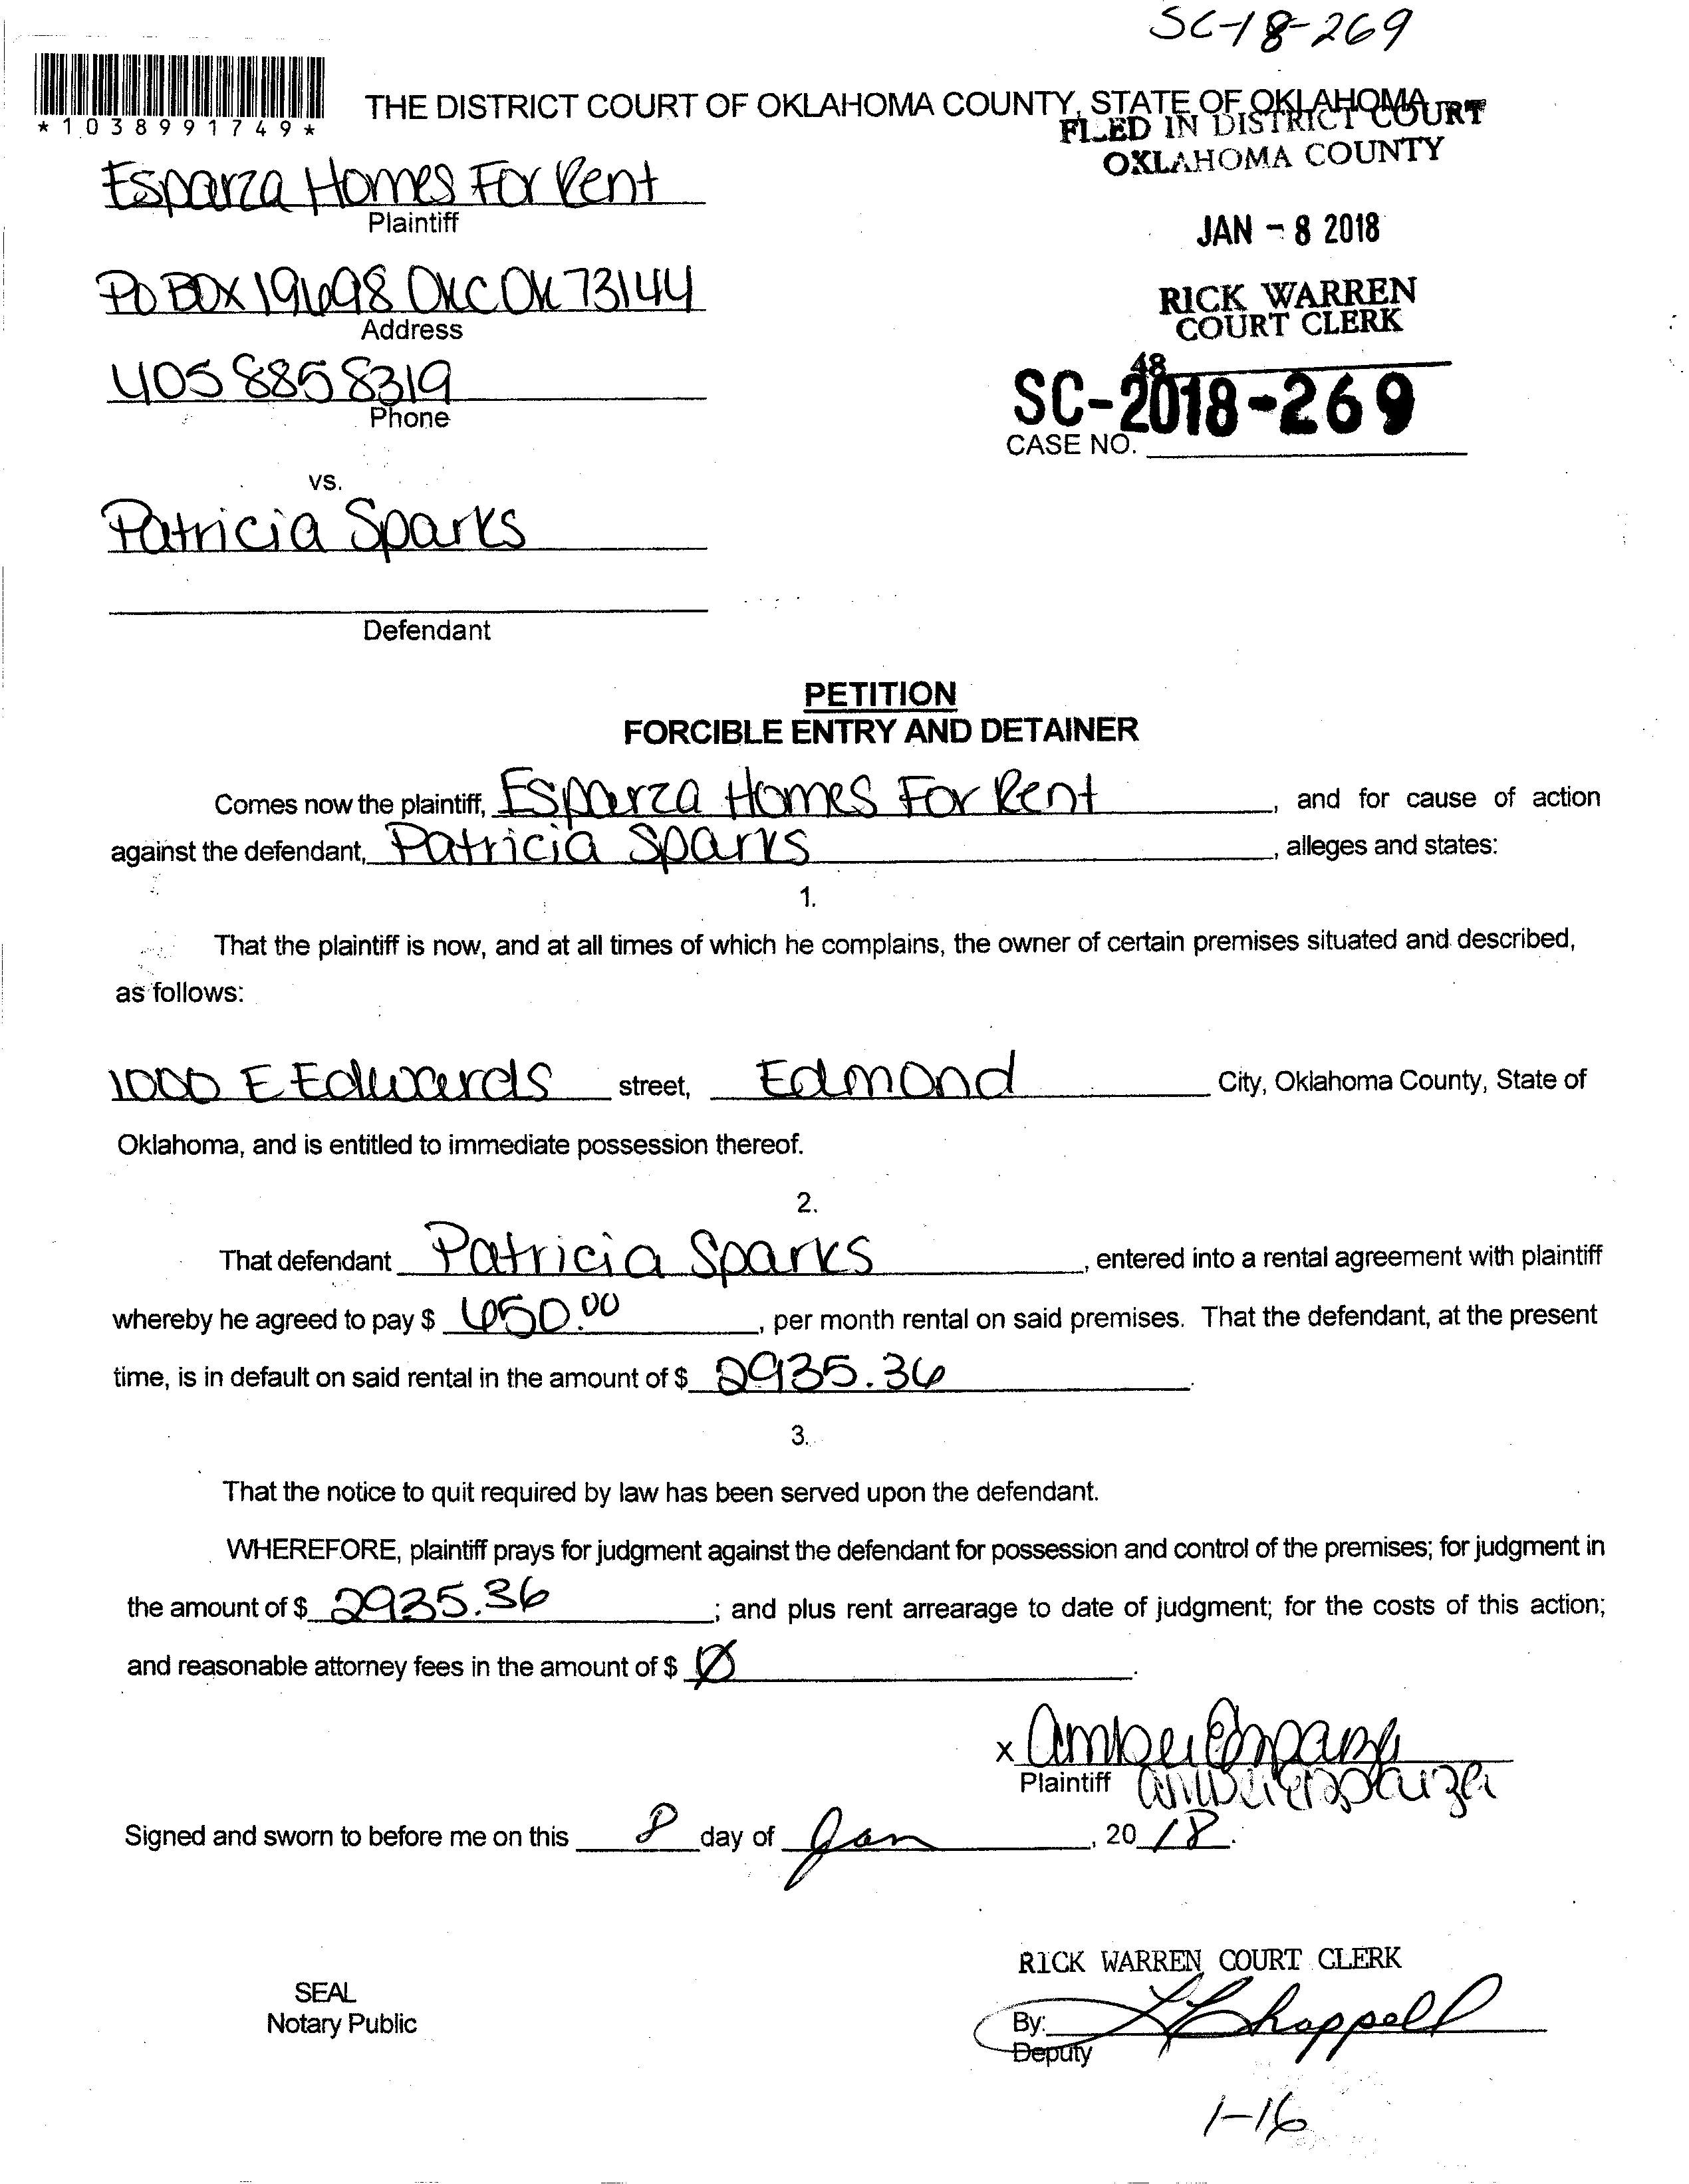 SC-18-269
*1038991749*
THE DISTRICT COURT OF OKLAHOMA COUNTY, STATE OF OKLAHOMA
FILED IN DISTRICT COURT
OKLAHOMA COUNTY
Esparza Homes For Rent
Plaintiff
JAN - 8 2018
PO BOX 19698 OKC OK 73144
Address
RICK WARREN
COURT CLERK
405 885 8319
Phone
48
SC-2018-269
CASE NO.
vs.
Patricia Sparks
Defendant
PETITION
FORCIBLE ENTRY AND DETAINER
Comes now the plaintiff, Esparza Homes For Rent, and for cause of action
against the defendant, Patricia Sparks, alleges and states:
1.
That the plaintiff is now, and at all times of which he complains, the owner of certain premises situated and described,
as follows:
1000 E Edwards street, Edmond City, Oklahoma County, State of
Oklahoma, and is entitled to immediate possession thereof.
2.
That defendant Patricia Sparks, entered into a rental agreement with plaintiff
whereby he agreed to pay $ 650.00, per month rental on said premises. That the defendant, at the present
time, is in default on said rental in the amount of $ 2935.36.
3.
That the notice to quit required by law has been served upon the defendant.
WHEREFORE, plaintiff prays for judgment against the defendant for possession and control of the premises; for judgment in
the amount of $ 2935.36; and plus rent arrearage to date of judgment; for the costs of this action;
and reasonable attorney fees in the amount of $ Ø.
x Amber Esparza
Plaintiff Amber Esparza
Signed and sworn to before me on this 8 day of Jan, 2018.
RICK WARREN COURT CLERK
SEAL
Notary Public
By: Chappell
Deputy
1-16